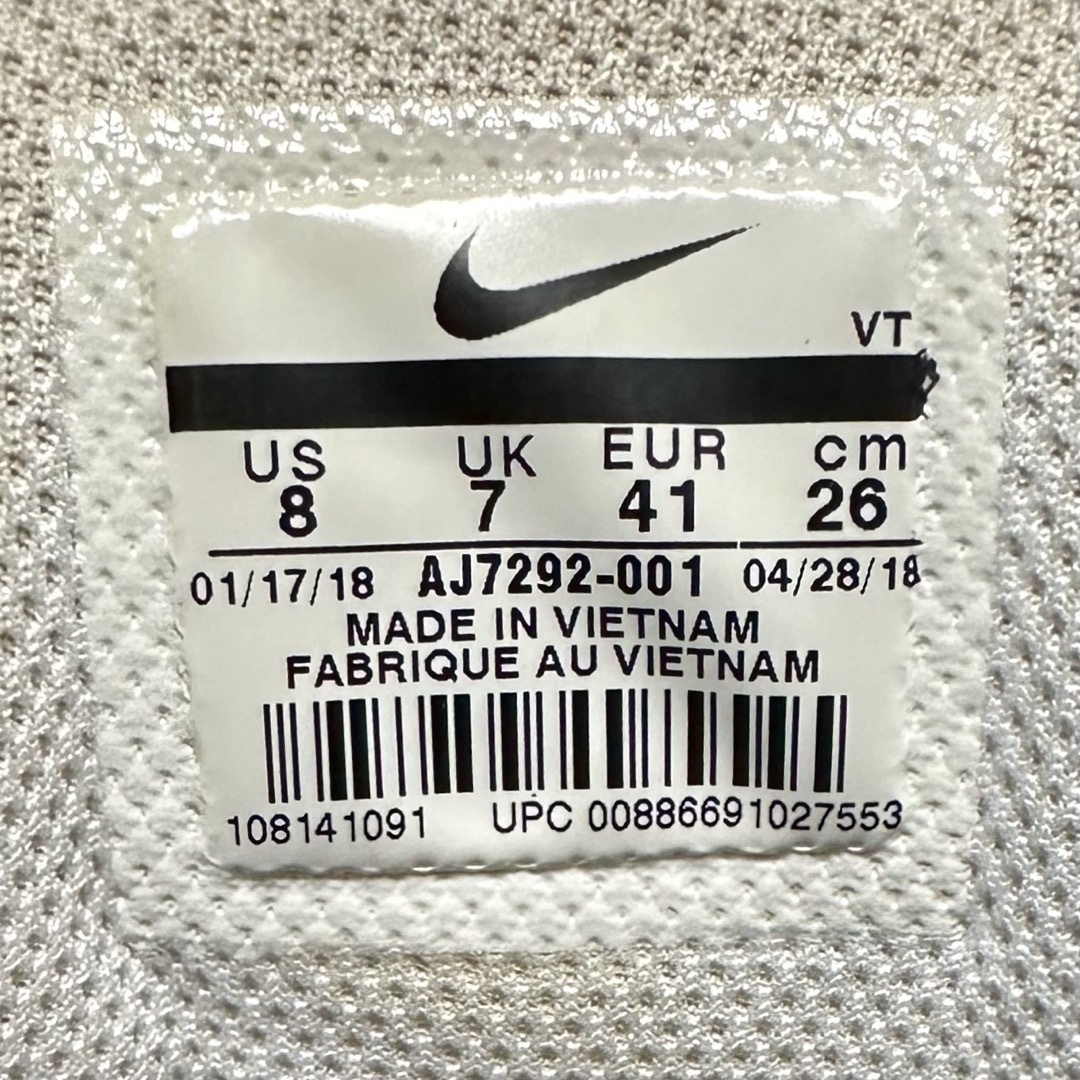 VT
US UK EUR cm
8 7 41 26
01/17/18 AJ7292-001 04/28/18
MADE IN VIETNAM
FABRIQUE AU VIETNAM
108141091 UPC 00886691027553